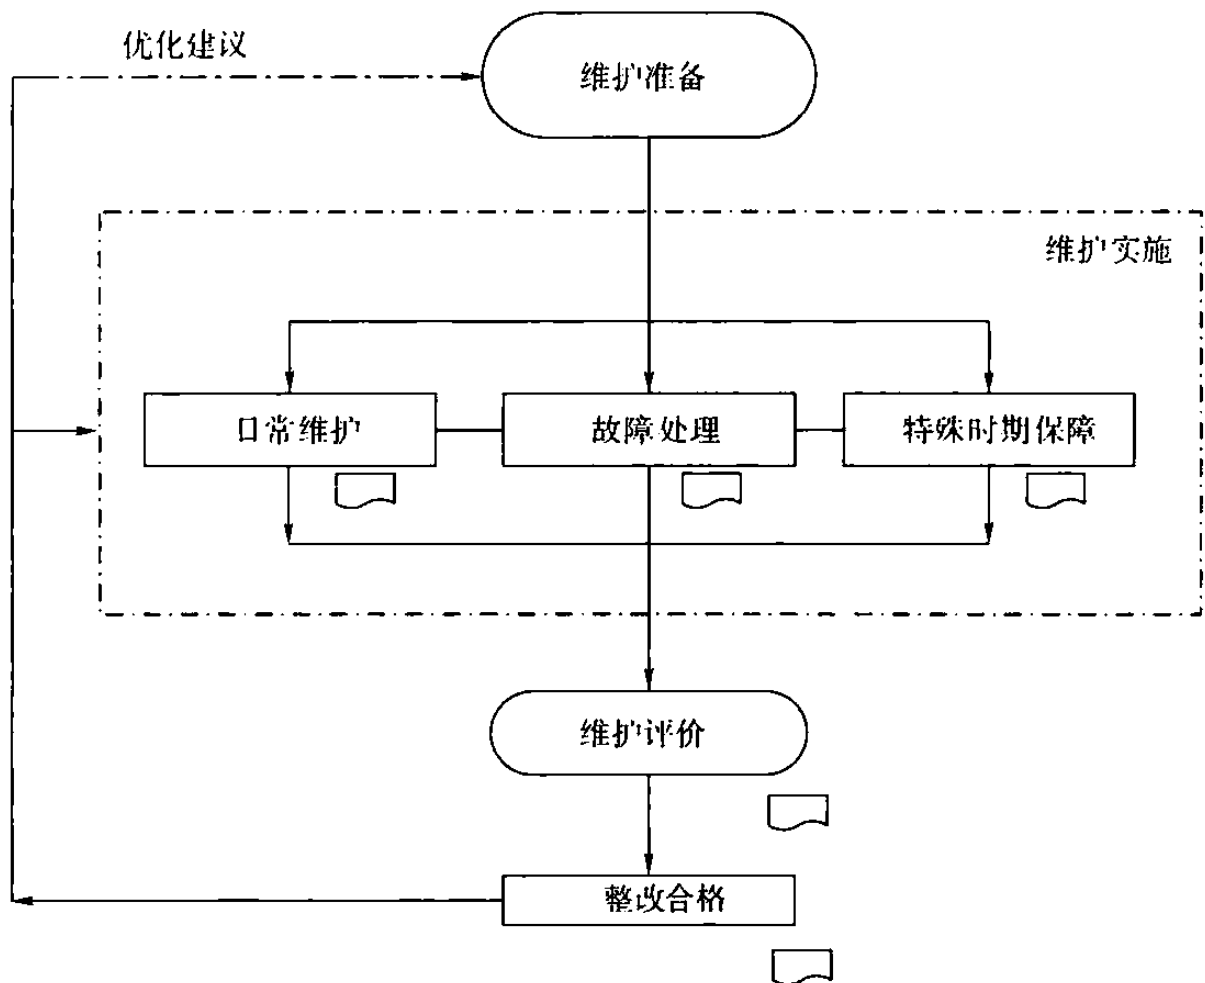 优化建议
维护准备
维护实施
日常维护
故障处理
特殊时期保障
维护评价
整改合格